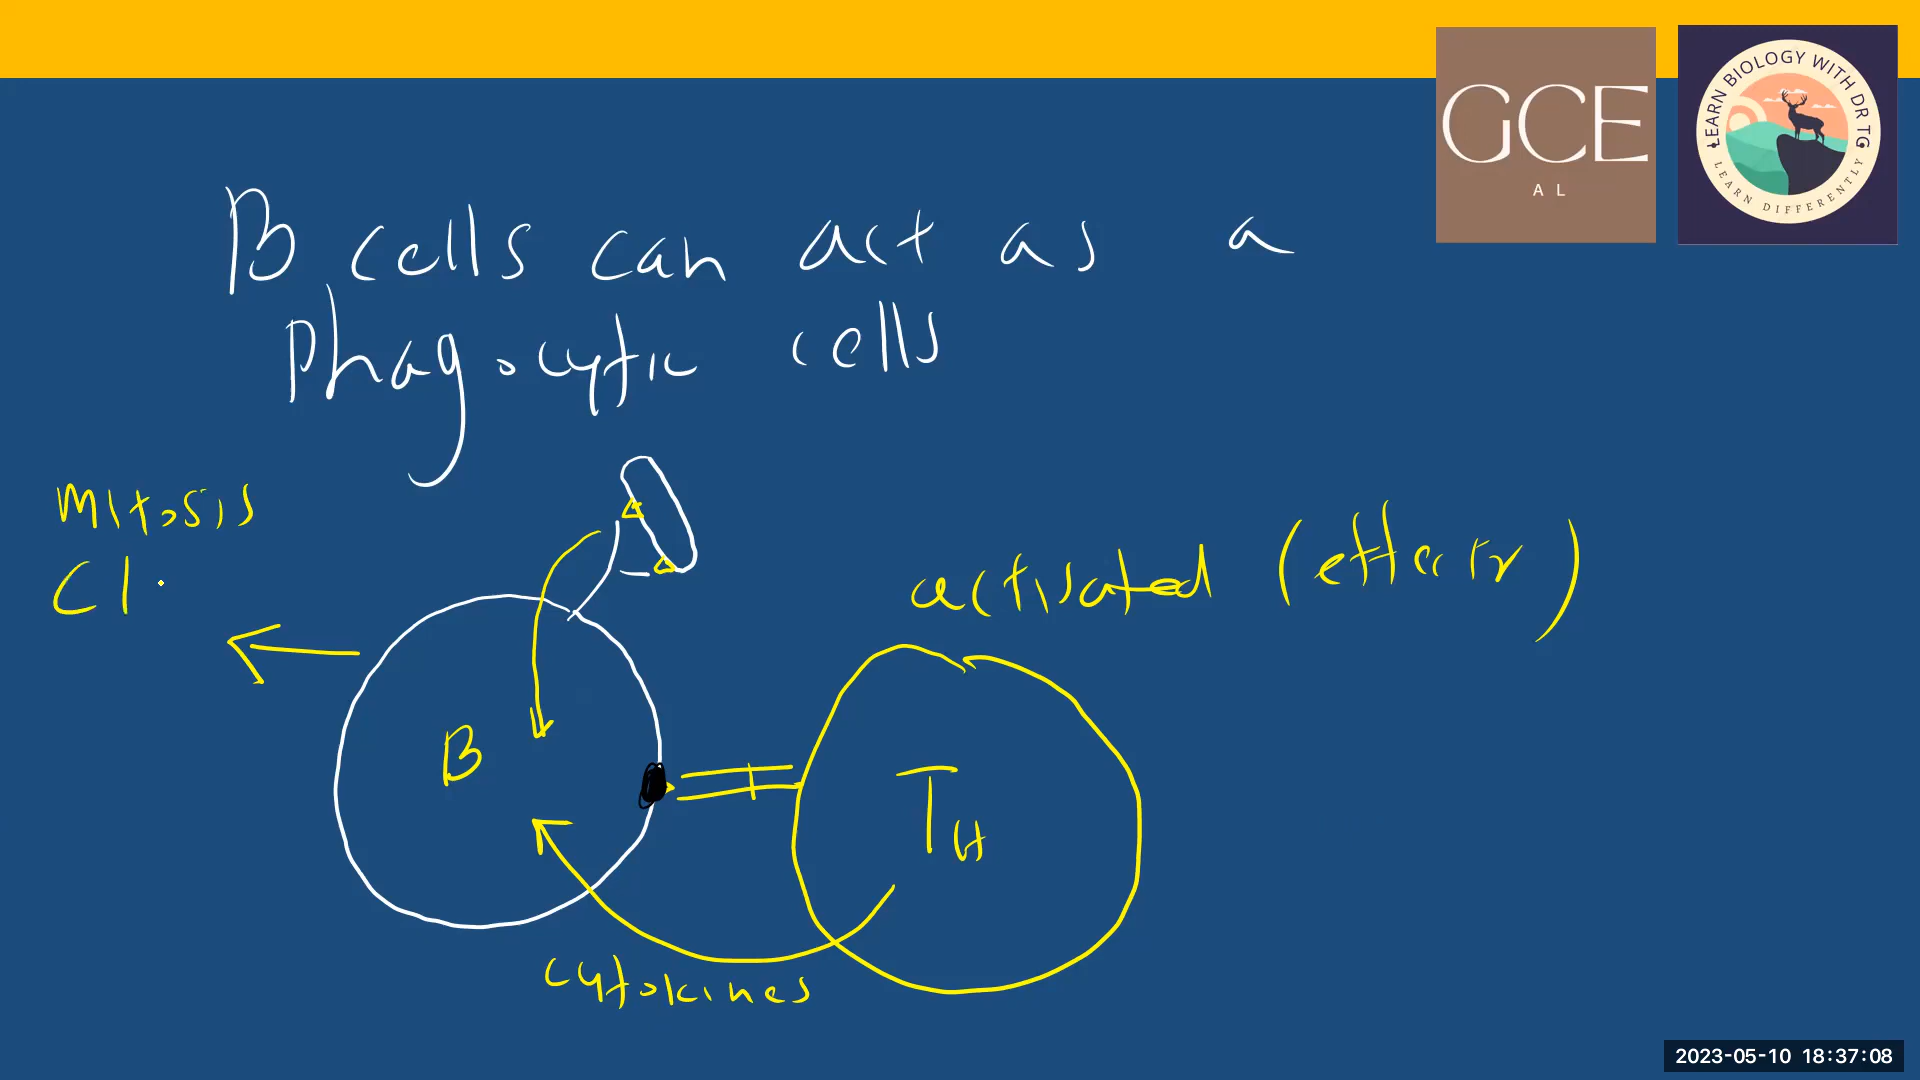 GCE
A L
LEARN BIOLOGY WITH DR TG
LEARN DIFFERENTLY
B cells can act as a
phagocytic cells
Mitosis
Cl
activated (effector)
B
TH
cytokines
2023-05-10 18:37:08